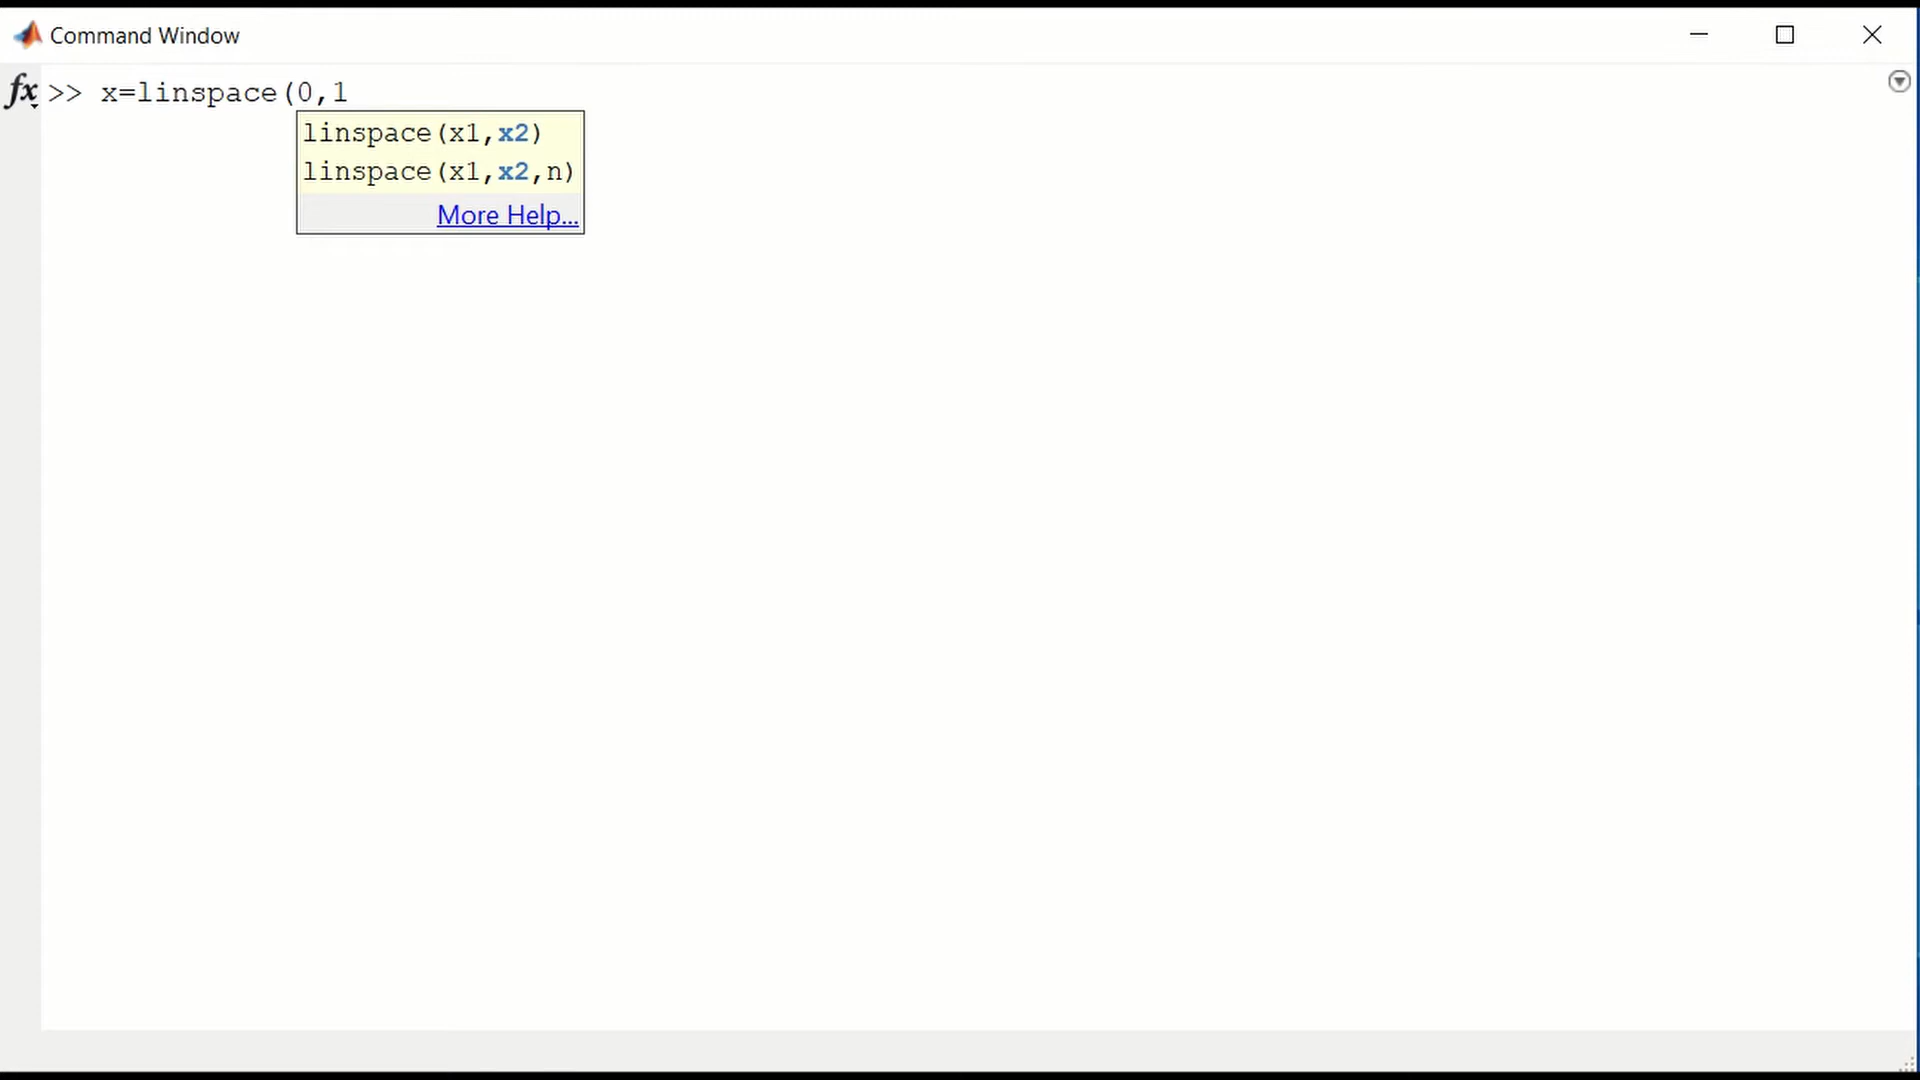 Command Window
fx >> x=linspace(0,1
linspace(x1,x2)
linspace(x1,x2,n)
More Help...